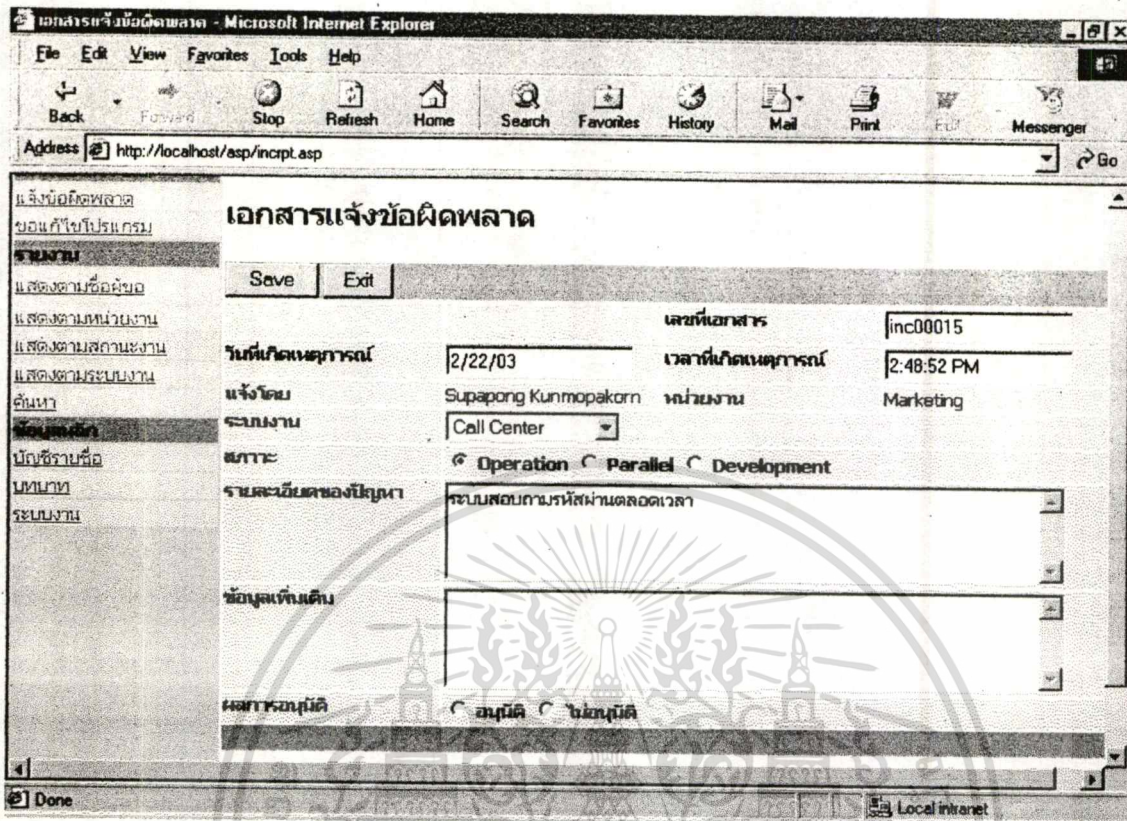 เอกสารแจ้งข้อผิดพลาด - Microsoft Internet Explorer
File Edit View Favorites Tools Help
Back Forward Stop Refresh Home Search Favorites History Mail Print Edit Messenger
Address http://localhost/asp/incrpt.asp Go
แจ้งข้อผิดพลาด
ขอแก้ไขโปรแกรม
รายงาน
แสดงตามชื่อผู้ขอ
แสดงตามหน่วยงาน
แสดงตามสถานะงาน
แสดงตามระบบงาน
ค้นหา
ข้อมูลหลัก
บัญชีรายชื่อ
บทบาท
ระบบงาน
เอกสารแจ้งข้อผิดพลาด
Save Exit
เลขที่เอกสาร inc00015
วันที่เกิดเหตุการณ์ 2/22/03 เวลาที่เกิดเหตุการณ์ 2:48:52 PM
แจ้งโดย Supapong Kunmopakorn หน่วยงาน Marketing
ระบบงาน Call Center
สภาวะ Operation Parallel Development
รายละเอียดของปัญหา ระบบสอบถามรหัสผ่านตลอดเวลา
ข้อมูลเพิ่มเติม
ผลการอนุมัติ อนุมัติ ไม่อนุมัติ
Done Local intranet